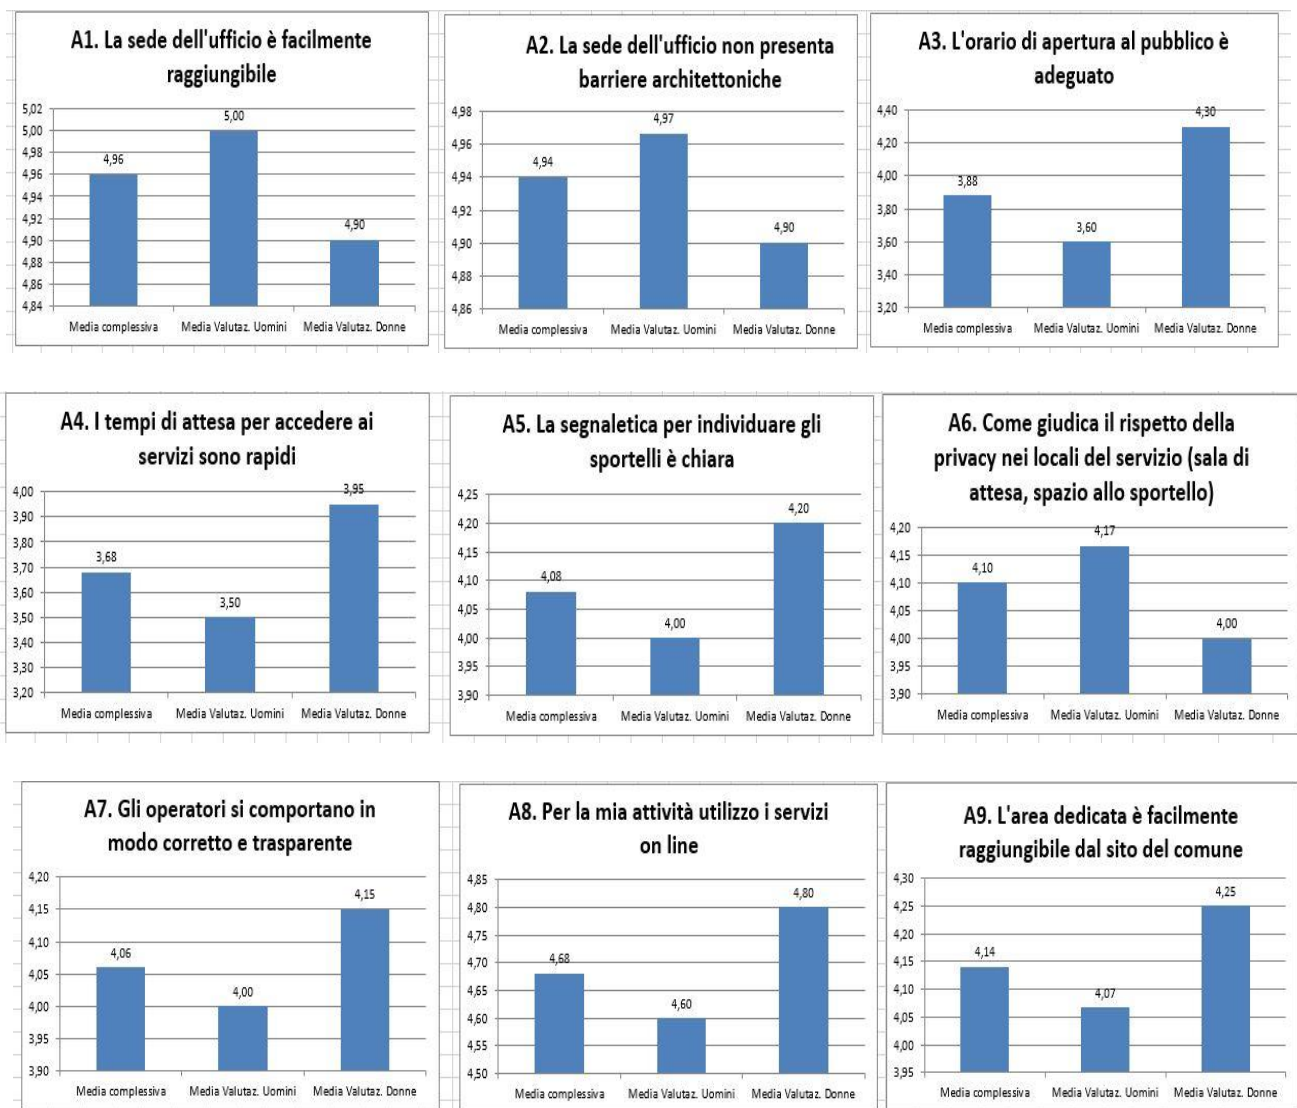 A1. La sede dell'ufficio è facilmente
raggiungibile
5,02
5,00
4,98
4,96
4,94
4,92
4,90
4,88
4,86
4,84
4,96
5,00
4,90
Media complessiva
Media Valutaz. Uomini
Media Valutaz. Donne
A2. La sede dell'ufficio non presenta
barriere architettoniche
4,98
4,96
4,94
4,92
4,90
4,88
4,86
4,94
4,97
4,90
Media complessiva
Media Valutaz. Uomini
Media Valutaz. Donne
A3. L'orario di apertura al pubblico è
adeguato
4,40
4,20
4,00
3,80
3,60
3,40
3,20
3,88
3,60
4,30
Media complessiva
Media Valutaz. Uomini
Media Valutaz. Donne
A4. I tempi di attesa per accedere ai
servizi sono rapidi
4,00
3,90
3,80
3,70
3,60
3,50
3,40
3,30
3,20
3,68
3,50
3,95
Media complessiva
Media Valutaz. Uomini
Media Valutaz. Donne
A5. La segnaletica per individuare gli
sportelli è chiara
4,25
4,20
4,15
4,10
4,05
4,00
3,95
3,90
4,08
4,00
4,20
Media complessiva
Media Valutaz. Uomini
Media Valutaz. Donne
A6. Come giudica il rispetto della
privacy nei locali del servizio (sala di
attesa, spazio allo sportello)
4,20
4,15
4,10
4,05
4,00
3,95
3,90
4,10
4,17
4,00
Media complessiva
Media Valutaz. Uomini
Media Valutaz. Donne
A7. Gli operatori si comportano in
modo corretto e trasparente
4,20
4,15
4,10
4,05
4,00
3,95
3,90
4,06
4,00
4,15
Media complessiva
Media Valutaz. Uomini
Media Valutaz. Donne
A8. Per la mia attività utilizzo i servizi
on line
4,85
4,80
4,75
4,70
4,65
4,60
4,55
4,50
4,68
4,60
4,80
Media complessiva
Media Valutaz. Uomini
Media Valutaz. Donne
A9. L'area dedicata è facilmente
raggiungibile dal sito del comune
4,30
4,25
4,20
4,15
4,10
4,05
4,00
3,95
4,14
4,07
4,25
Media complessiva
Media Valutaz. Uomini
Media Valutaz. Donne